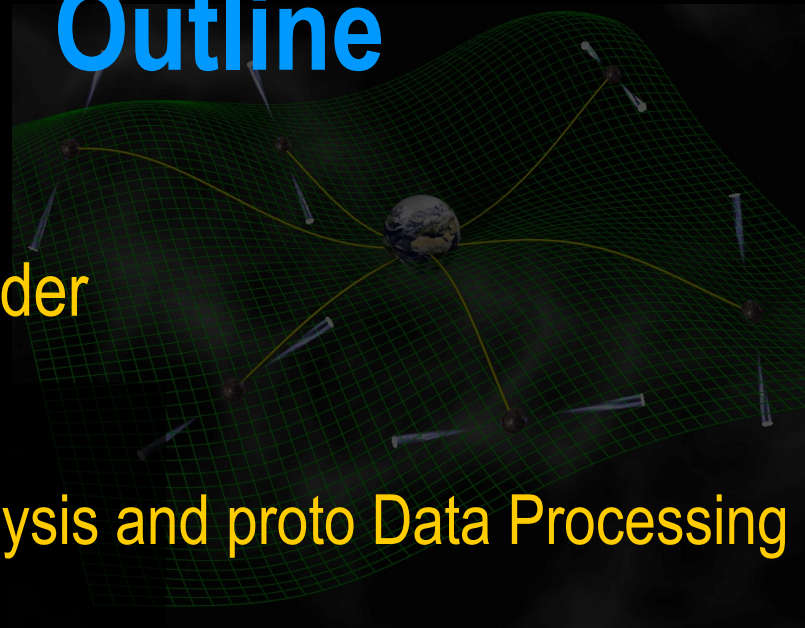 Outline
der
ysis and proto Data Processing